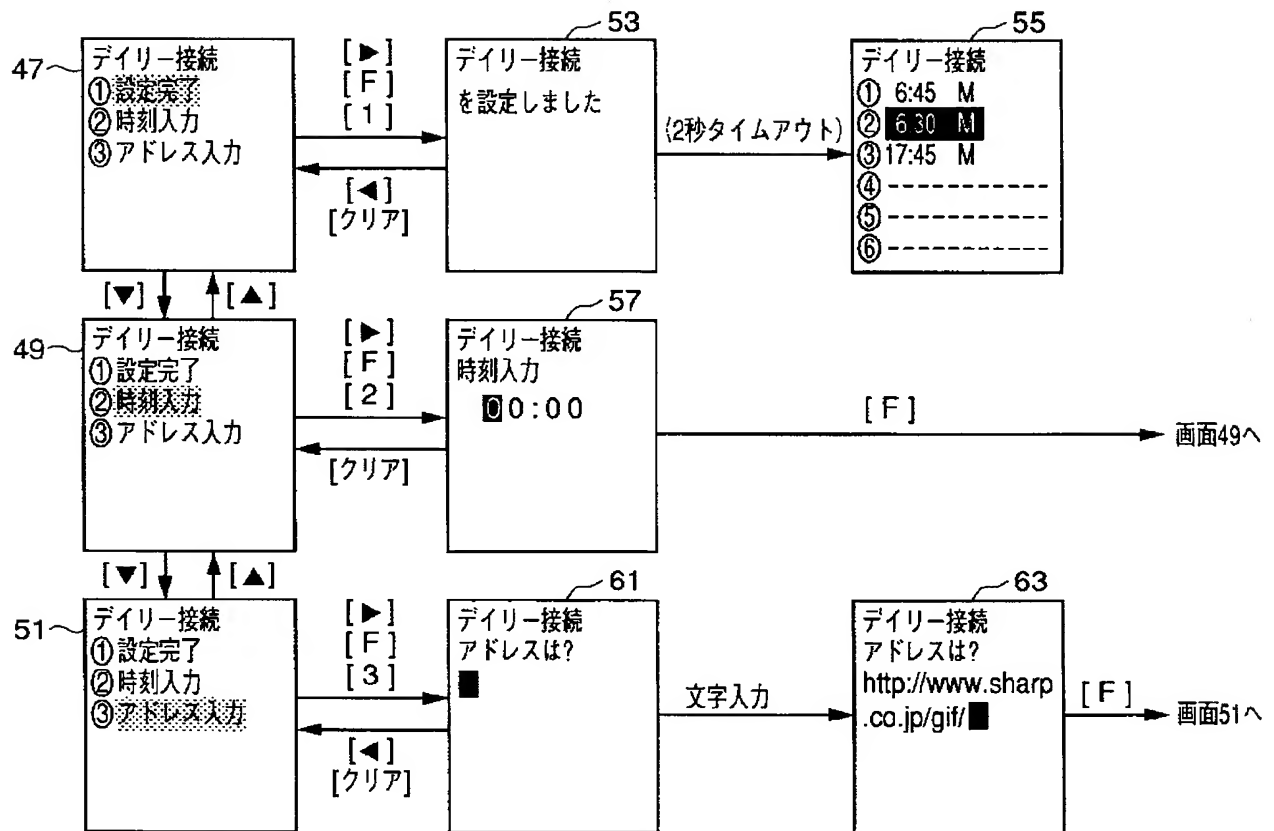 47
デイリー接続
①設定完了
②時刻入力
③アドレス入力
[▶]
[F]
[1]
[◀]
[クリア]
53
デイリー接続
を設定しました
(2秒タイムアウト)
55
デイリー接続
① 6:45 M
② 6:30 M
③17:45 M
④------------
⑤------------
⑥------------
[▼] [▲]
49
デイリー接続
①設定完了
②時刻入力
③アドレス入力
[▶]
[F]
[2]
[クリア]
57
デイリー接続
時刻入力
00:00
[F]
画面49へ
[▼] [▲]
51
デイリー接続
①設定完了
②時刻入力
③アドレス入力
[▶]
[F]
[3]
[◀]
[クリア]
61
デイリー接続
アドレスは?
文字入力
63
デイリー接続
アドレスは?
http://www.sharp
.co.jp/gif/
[F]
画面51へ